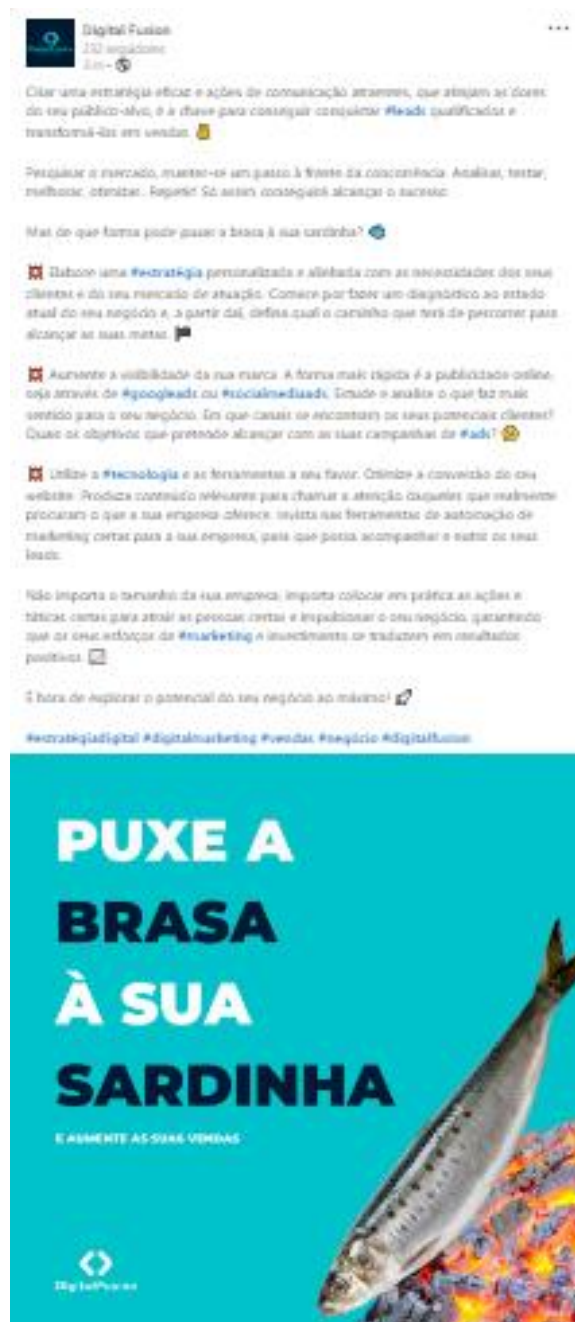 Digital Fusion
232 seguidores
Criar uma estratégia eficaz e ações de comunicação atraentes, que atinjam as dores
do seu público-alvo, é a chave para conseguir conquistar #leads qualificados e
transformá-los em vendas.
Pesquisar o mercado, manter-se um passo à frente da concorrência. Analisar, testar,
melhorar, otimizar. Repetir! Só assim conseguirá alcançar o sucesso.
Mas de que forma pode puxar a brasa à sua sardinha?
Elabore uma #estratégia personalizada e alinhada com as necessidades dos seus
clientes e do seu mercado de atuação. Comece por fazer um diagnóstico ao estado
atual do seu negócio e, a partir daí, defina qual o caminho que terá de percorrer para
alcançar as suas metas.
Aumente a visibilidade da sua marca. A forma mais rápida é a publicidade online,
seja através de #googleads ou #socialmediaads. Estude e analise o que faz mais
sentido para o seu negócio. Em que canais se encontram os seus potenciais clientes?
Quais os objetivos que pretende alcançar com as suas campanhas de #ads?
Utilize a #tecnologia e as ferramentas a seu favor. Otimize a conversão do seu
website. Produza conteúdo relevante para chamar a atenção daqueles que realmente
procuram o que a sua empresa oferece. Invista nas ferramentas de automação de
marketing certas para a sua empresa, para que possa acompanhar e nutrir os seus
leads.
Não importa o tamanho da sua empresa, importa colocar em prática as ações e
táticas certas para atrair as pessoas certas e impulsionar o seu negócio, garantindo
que os seus esforços de #marketing e investimento se traduzem em resultados
positivos.
É hora de explorar o potencial do seu negócio ao máximo!
#estratégiadigital #digitalmarketing #vendas #negócio #digitalfusion
PUXE A
BRASA
À SUA
SARDINHA
E AUMENTE AS SUAS VENDAS
DigitalFusion